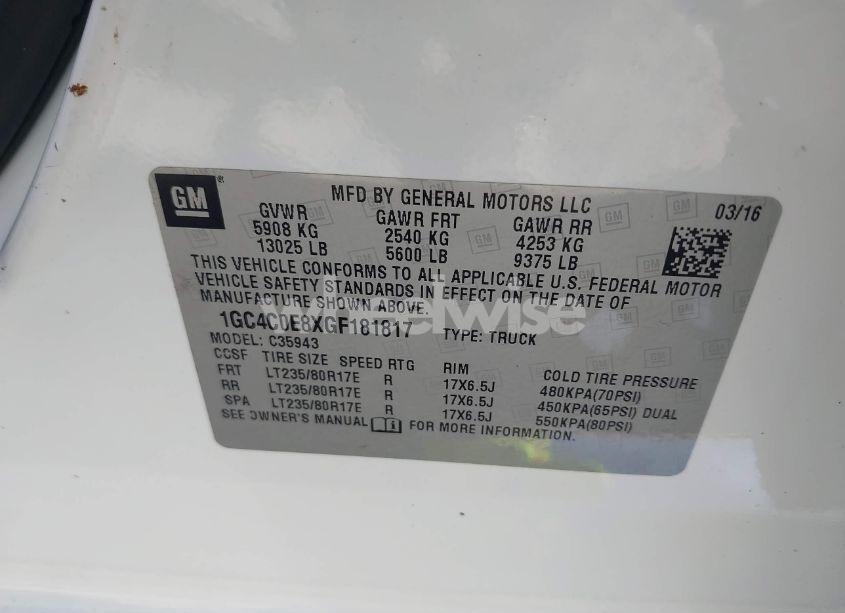 GM
MFD BY GENERAL MOTORS LLC
03/16
GVWR GAWR FRT GAWR RR
5908 KG 2540 KG 4253 KG
13025 LB 5600 LB 9375 LB
THIS VEHICLE CONFORMS TO ALL APPLICABLE U.S. FEDERAL MOTOR
VEHICLE SAFETY STANDARDS IN EFFECT ON THE DATE OF
MANUFACTURE SHOWN ABOVE.
1GC4C0E8XGF181817 TYPE: TRUCK
MODEL: C35943
CCSF TIRE SIZE SPEED RTG RIM COLD TIRE PRESSURE
FRT LT235/80R17E R 17X6.5J 480KPA(70PSI)
RR LT235/80R17E R 17X6.5J 450KPA(65PSI) DUAL
SPA LT235/80R17E R 17X6.5J 550KPA(80PSI)
SEE OWNER'S MANUAL FOR MORE INFORMATION.
wheelwise